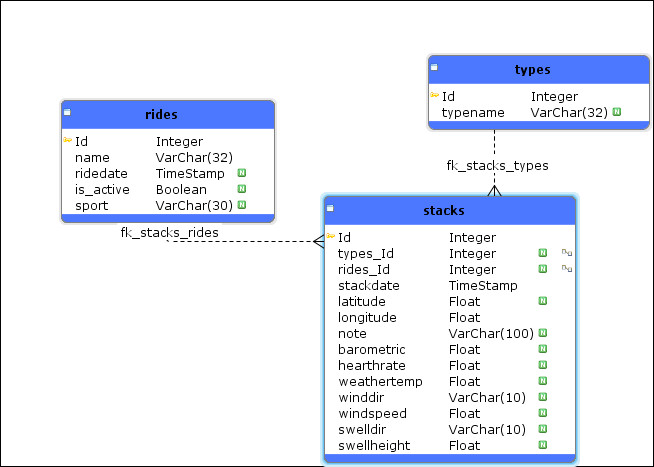 types
Id Integer
typename VarChar(32) N
rides
Id Integer
name VarChar(32)
ridedate TimeStamp N
is_active Boolean N
sport VarChar(30) N
fk_stacks_types
fk_stacks_rides
stacks
Id Integer
types_Id Integer N
rides_Id Integer N
stackdate TimeStamp
latitude Float N
longitude Float
note VarChar(100) N
barometric Float N
hearthrate Float N
weathertemp Float N
winddir VarChar(10) N
windspeed Float N
swelldir VarChar(10) N
swellheight Float N